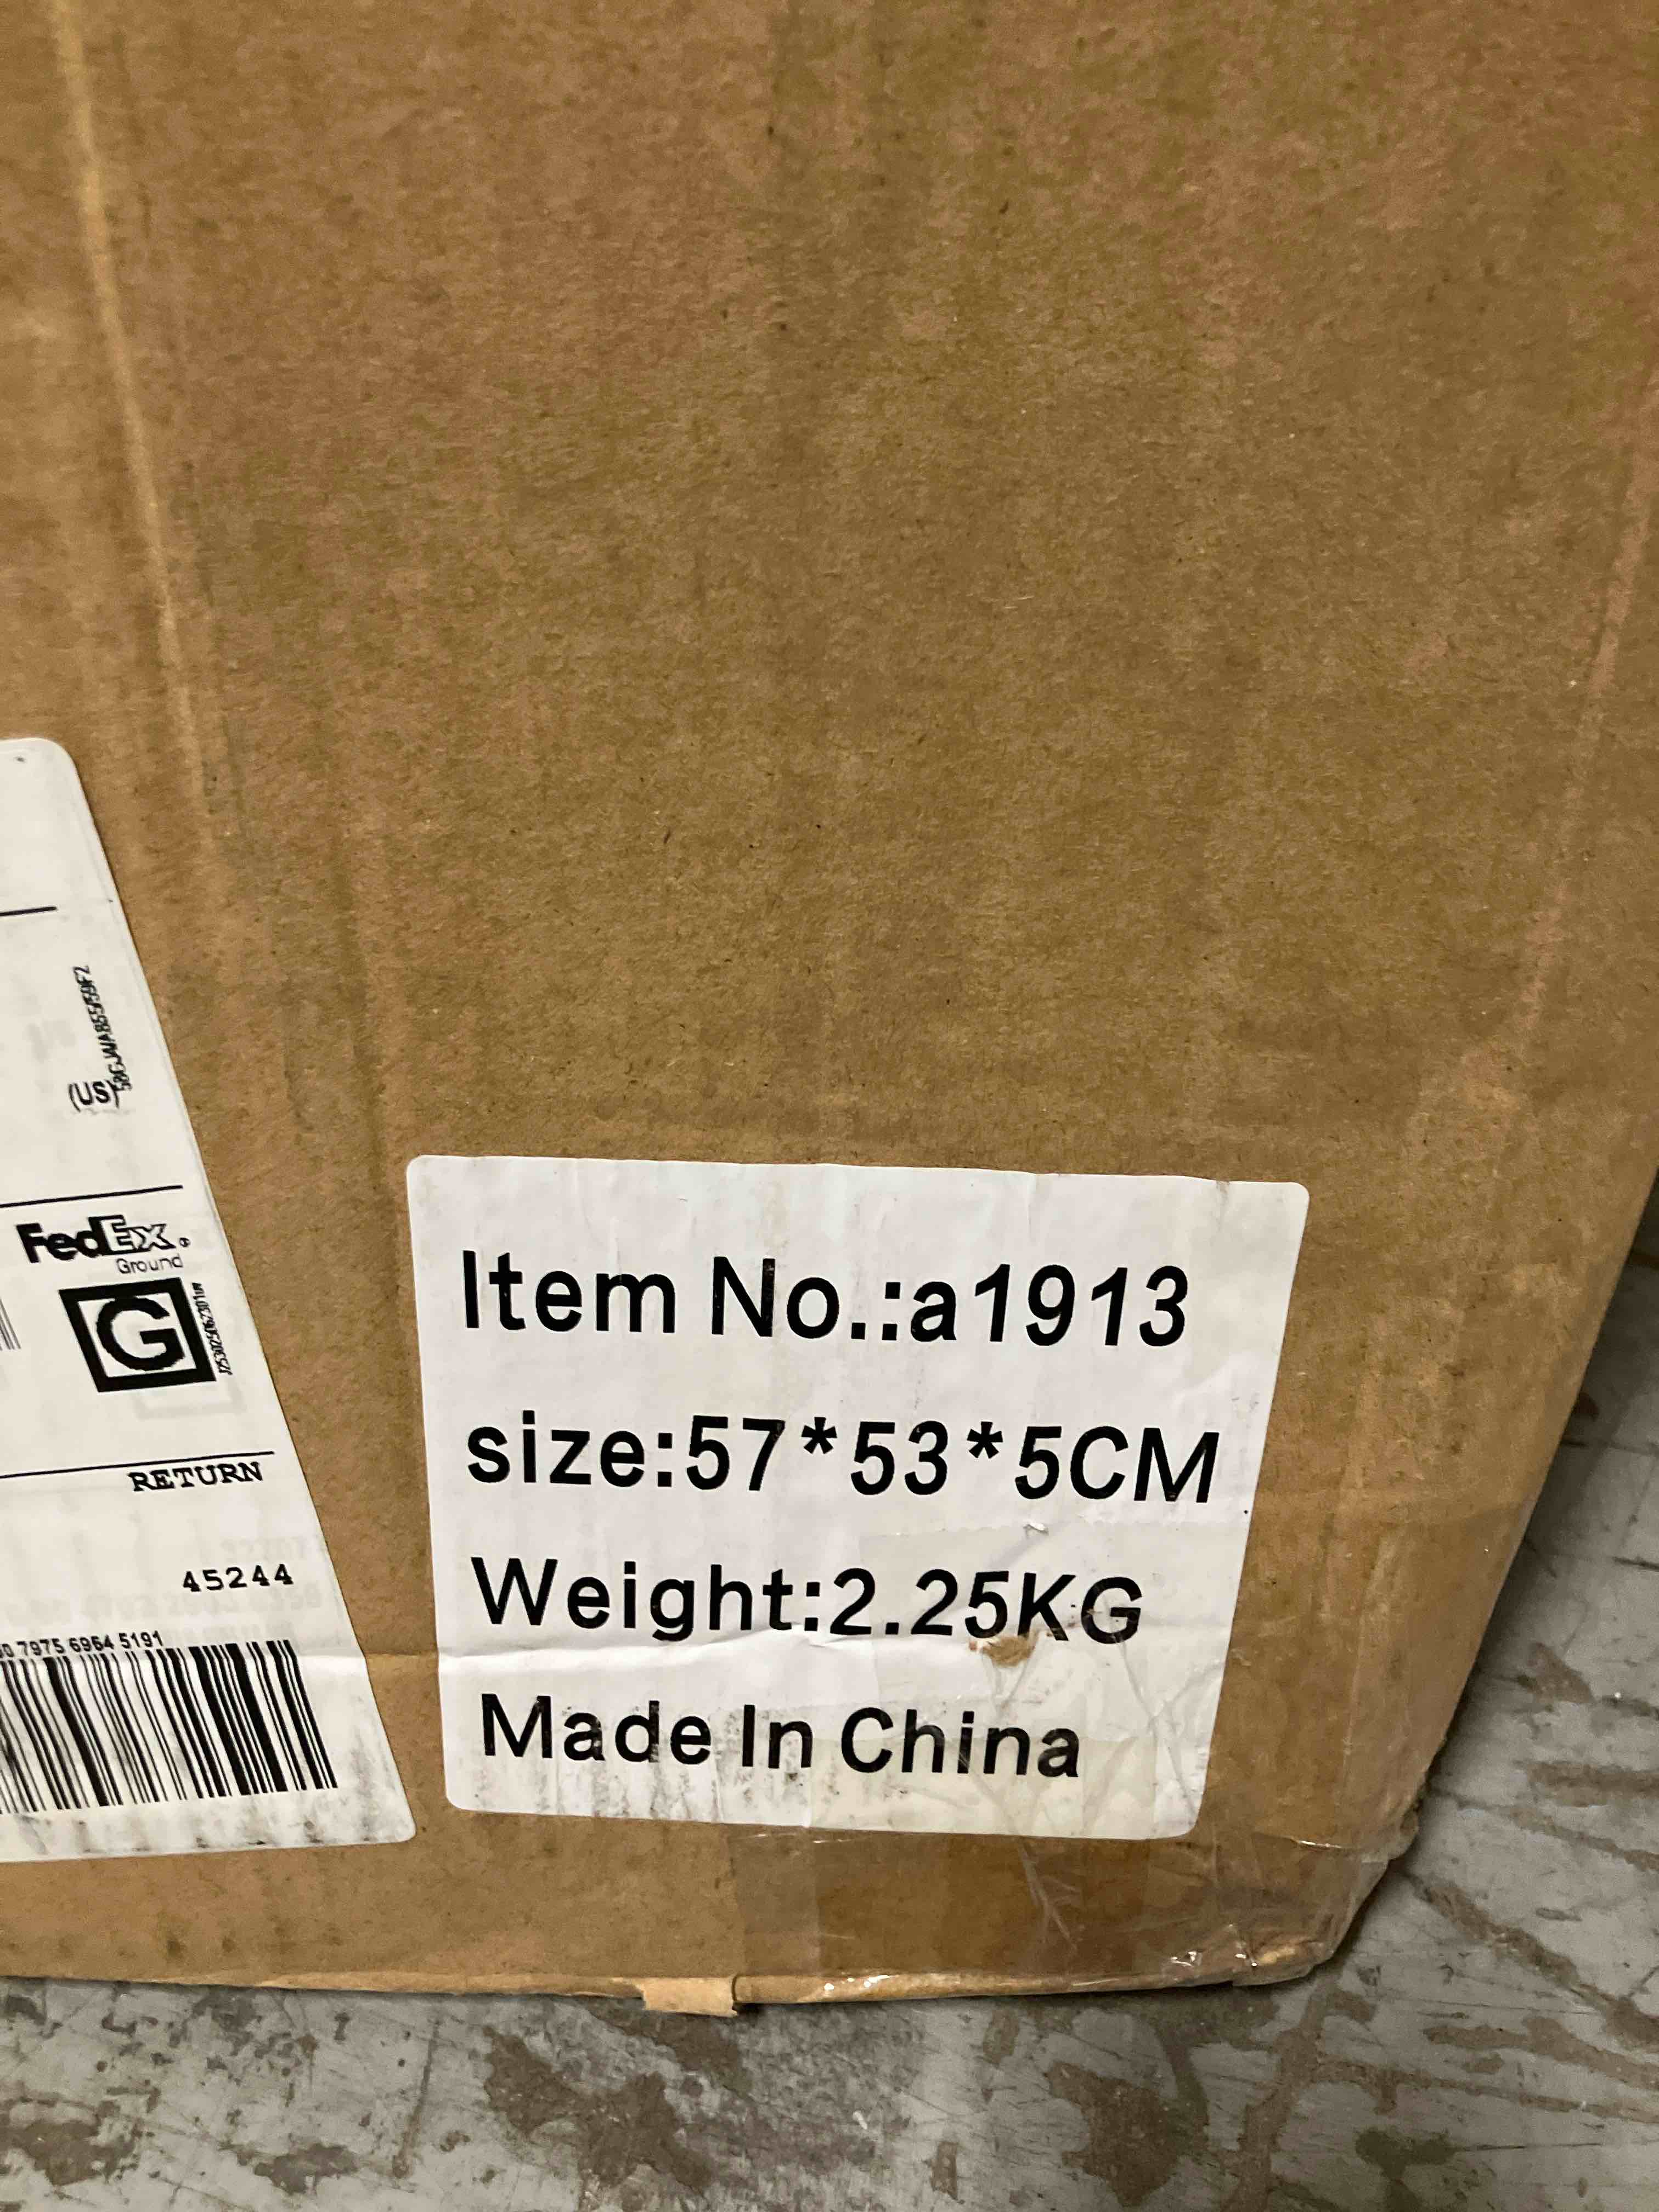 (US)
FedEx
Ground
G
RETURN
45244
7975 6964 5191
Item No.:a1913
size:57*53*5CM
Weight:2.25KG
Made In China